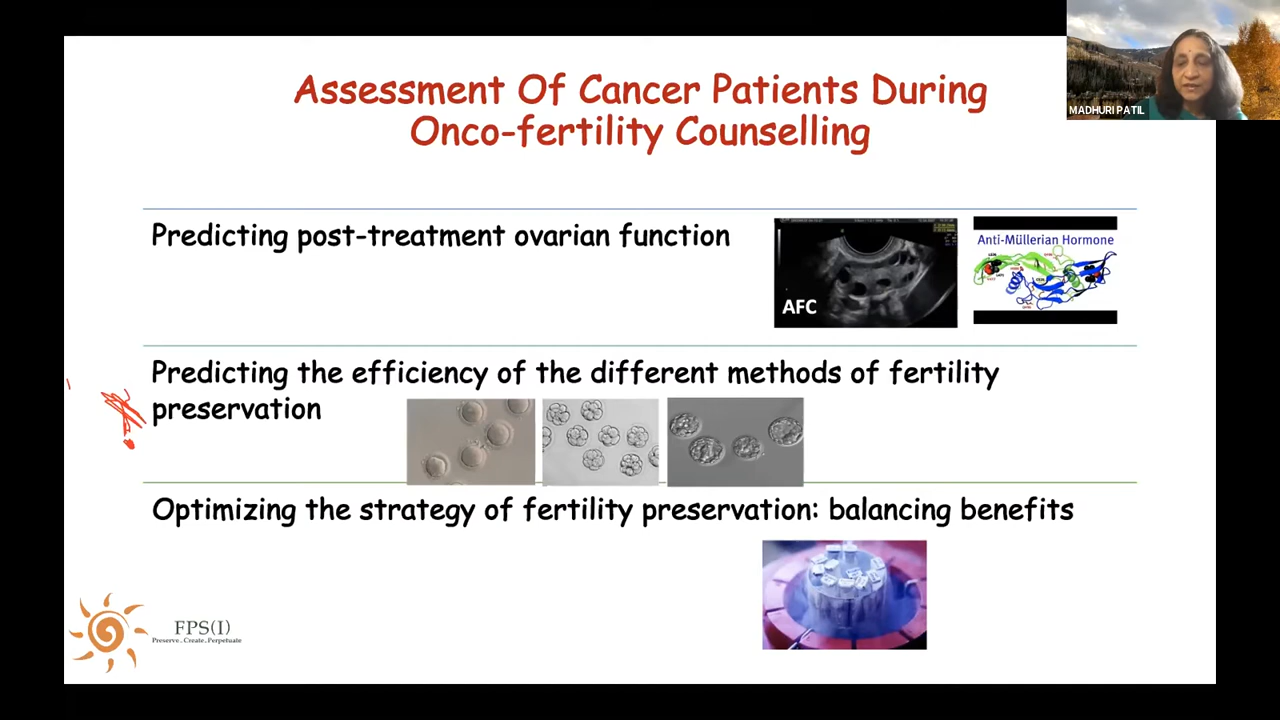 Assessment Of Cancer Patients During
Onco-fertility Counselling
MADHURI PATIL
Predicting post-treatment ovarian function
AFC
Anti-Müllerian Hormone
Predicting the efficiency of the different methods of fertility
preservation
Optimizing the strategy of fertility preservation: balancing benefits
FPS(I)
Preserve . Create . Perpetuate